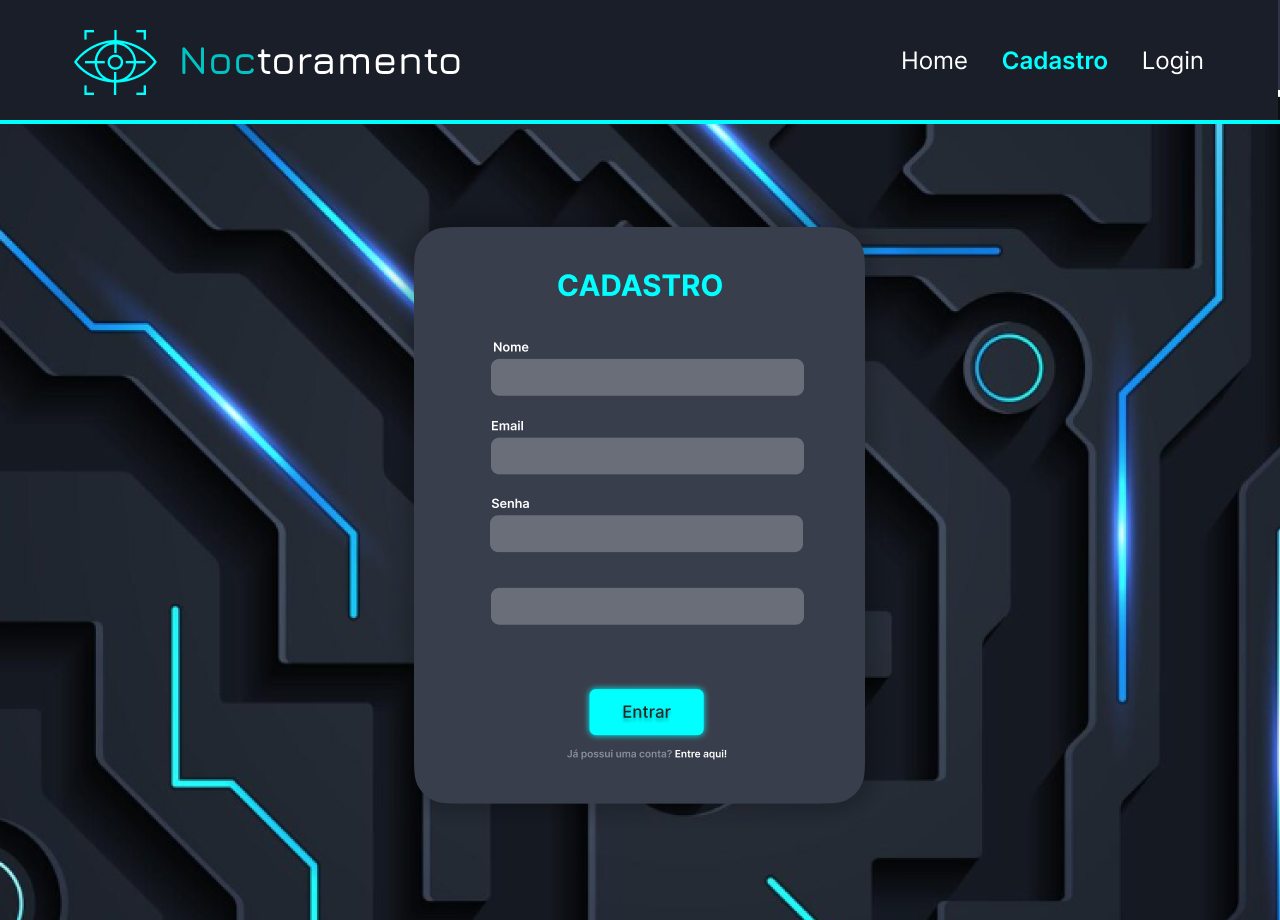 Noctoramento
Home Cadastro Login
CADASTRO
Nome
Email
Senha
Entrar
Já possui uma conta? Entre aqui!